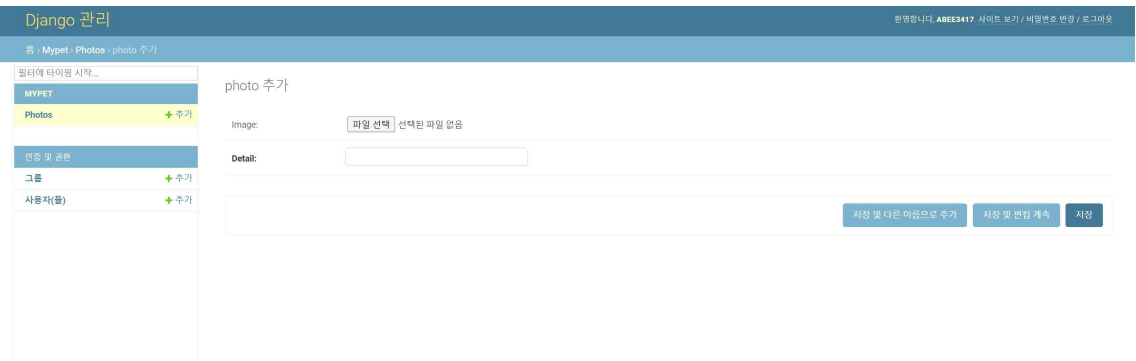 Django 관리
환영합니다, ABEE3417. 사이트 보기 / 비밀번호 변경 / 로그아웃
홈 › Mypet › Photos › photo 추가
필터에 타이핑 시작...
MYPET
Photos + 추가
인증 및 권한
그룹 + 추가
사용자(들) + 추가
photo 추가
Image: 파일 선택 선택된 파일 없음
Detail:
저장 및 다른 이름으로 추가 저장 및 편집 계속 저장